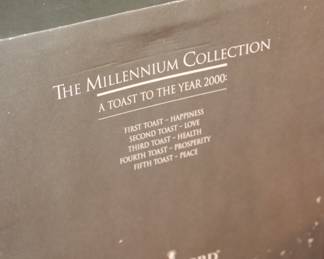 THE MILLENNIUM COLLECTION
A TOAST TO THE YEAR 2000:
FIRST TOAST – HAPPINESS
SECOND TOAST – LOVE
THIRD TOAST – HEALTH
FOURTH TOAST – PROSPERITY
FIFTH TOAST – PEACE